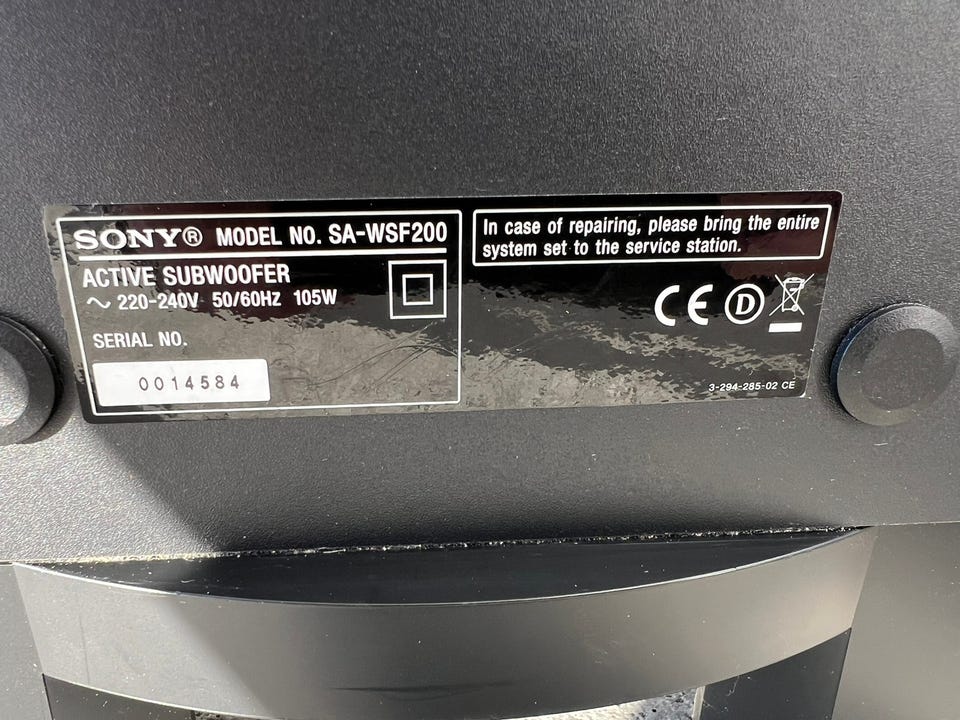 SONY® MODEL NO. SA-WSF200
ACTIVE SUBWOOFER
~ 220-240V 50/60HZ 105W
SERIAL NO.
0014584
In case of repairing, please bring the entire
system set to the service station.
CE D
3-294-285-02 CE